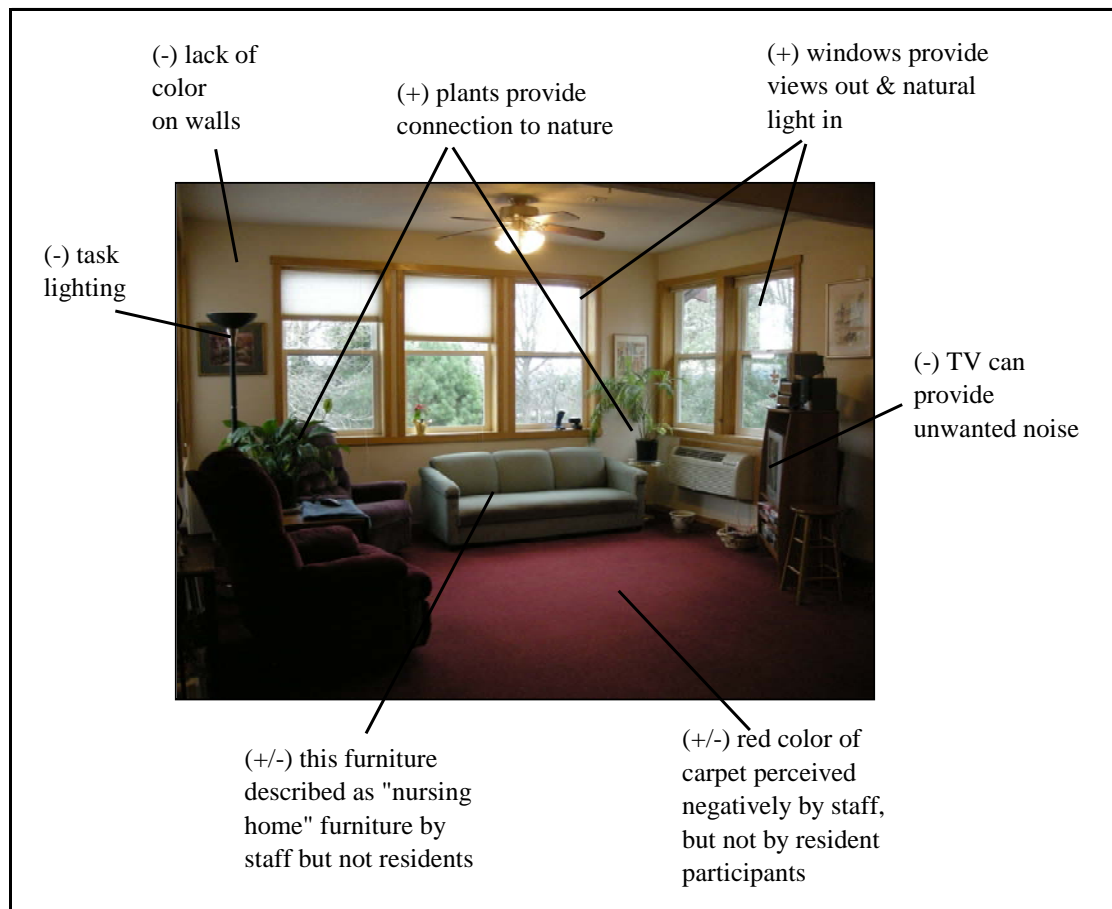 (-) lack of
color
on walls
(+) plants provide
connection to nature
(+) windows provide
views out & natural
light in
(-) task
lighting
(-) TV can
provide
unwanted noise
(+/-) this furniture
described as "nursing
home" furniture by
staff but not residents
(+/-) red color of
carpet perceived
negatively by staff,
but not by resident
participants